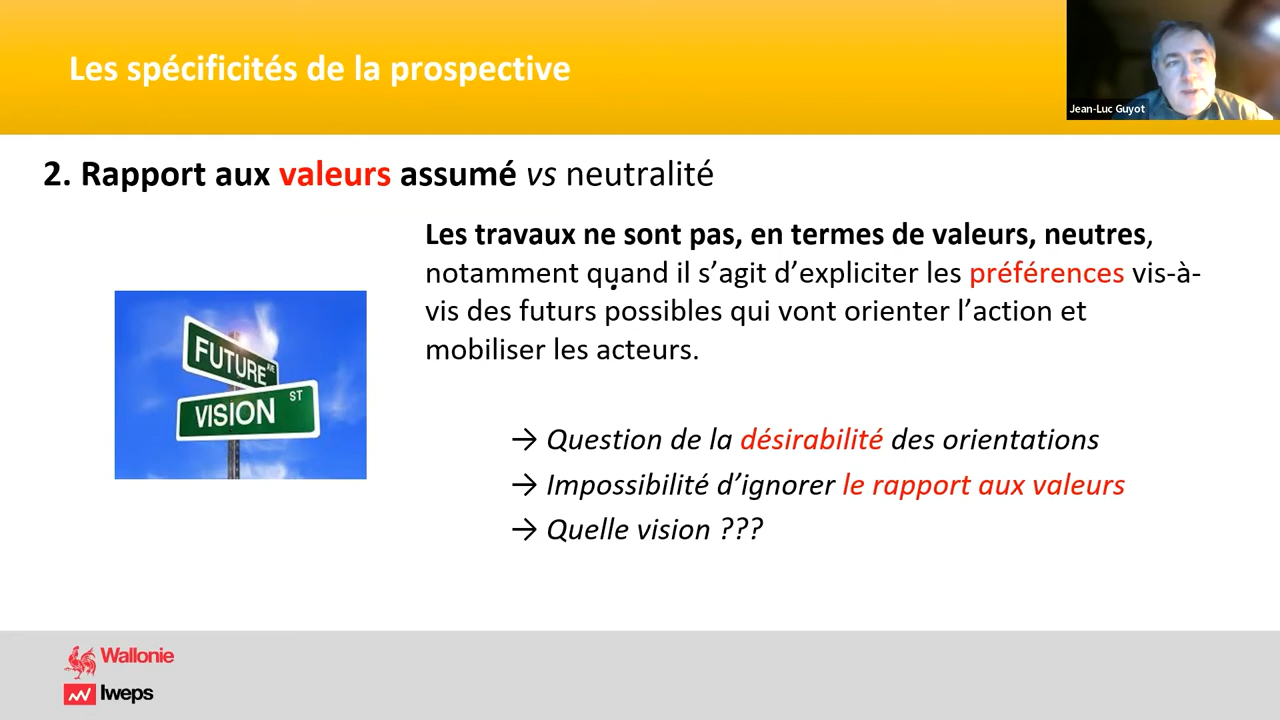 Les spécificités de la prospective
Jean-Luc Guyot
2. Rapport aux valeurs assumé vs neutralité
Les travaux ne sont pas, en termes de valeurs, neutres,
notamment quand il s’agit d’expliciter les préférences vis-à-
vis des futurs possibles qui vont orienter l’action et
mobiliser les acteurs.
FUTURE AVE
VISION ST
→ Question de la désirabilité des orientations
→ Impossibilité d’ignorer le rapport aux valeurs
→ Quelle vision ???
Wallonie
Iweps